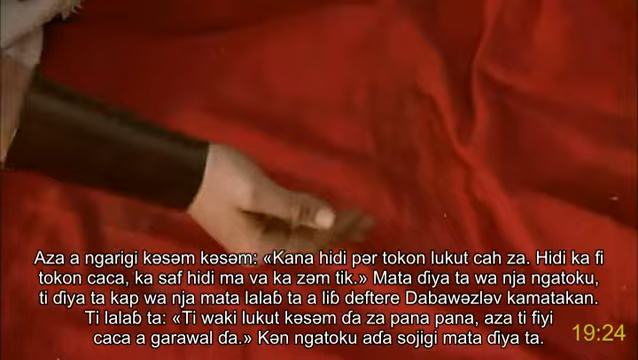 Aza a ngarigi kəsəm kəsəm: «Kana hidi pər tokon lukut cah za. Hidi ka fi
tokon caca, ka saf hidi ma va ka zəm tik.» Mata ɗiya ta wa nja ngatoku,
ti ɗiya ta kap wa nja mata lalaɓ ta a liɓ deftere Dabawəzləv kamatakan.
Ti lalaɓ ta: «Ti waki lukut kəsəm ɗa za pana pana, aza ti fiyi
caca a garawal ɗa.» Kən ngatoku aɗa sojigi mata ɗiya ta.
19:24